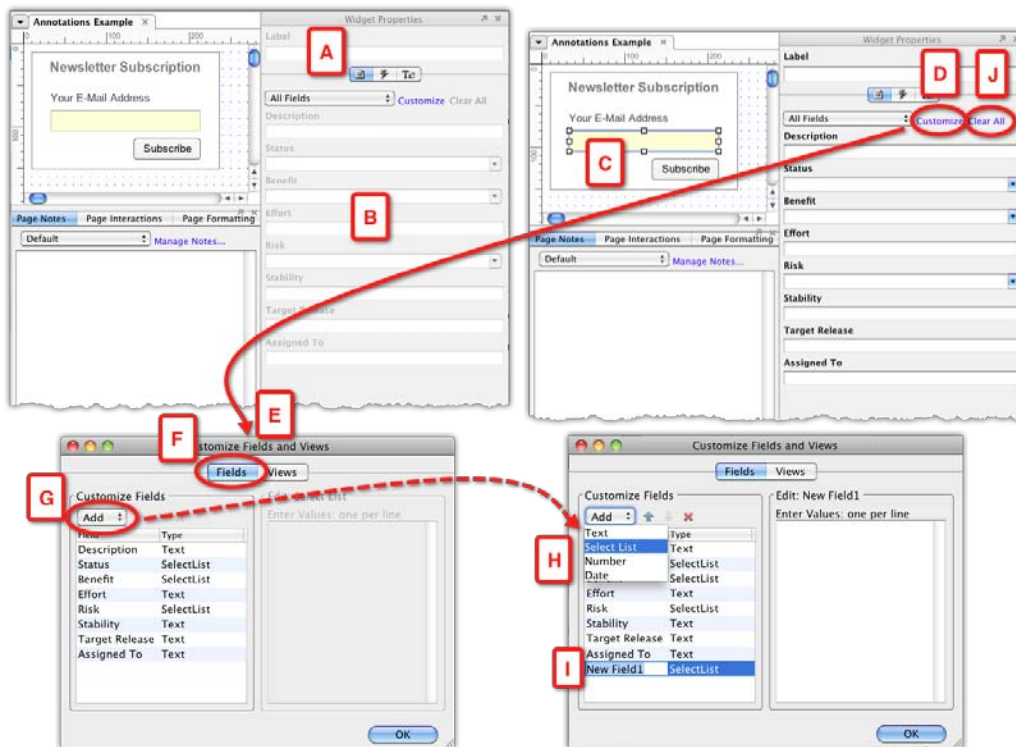 Annotations Example
Widget Properties
0 100 200
Label
A
Newsletter Subscription
Your E-Mail Address
Subscribe
All Fields Customize Clear All
Description
Status
Benefit
B
Effort
Risk
Stability
Target Release
Assigned To
Page Notes Page Interactions Page Formatting
Default Manage Notes...
Annotations Example
Widget Properties
0 100 200
Label
D J
Newsletter Subscription
Your E-Mail Address
C
Subscribe
All Fields Customize Clear All
Description
Status
Benefit
Effort
Risk
Stability
Target Release
Assigned To
Page Notes Page Interactions Page Formatting
Default Manage Notes...
E
F
Customize Fields and Views
Fields Views
G
Customize Fields
Edit: Select List
Add
Enter Values: one per line
Field Type
Description Text
Status SelectList
Benefit SelectList
Effort Text
Risk SelectList
Stability Text
Target Release Text
Assigned To Text
OK
Customize Fields and Views
Fields Views
Customize Fields
Edit: New Field1
Add
Enter Values: one per line
H
Text Type
Select List Text
Number SelectList
Date SelectList
Effort Text
Risk SelectList
Stability Text
Target Release Text
Assigned To Text
I
New Field1 SelectList
OK